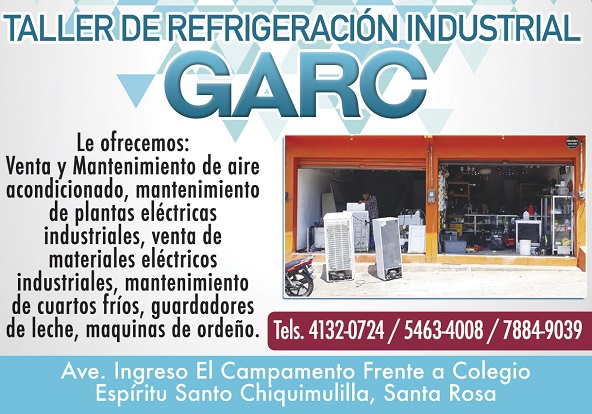 TALLER DE REFRIGERACIÓN INDUSTRIAL
GARC
Le ofrecemos:
Venta y Mantenimiento de aire
acondicionado, mantenimiento
de plantas eléctricas
industriales, venta de
materiales eléctricos
industriales, mantenimiento
de cuartos fríos, guardadores
de leche, maquinas de ordeño.
Tels. 4132-0724 / 5463-4008 / 7884-9039
Ave. Ingreso El Campamento Frente a Colegio
Espíritu Santo Chiquimulilla, Santa Rosa